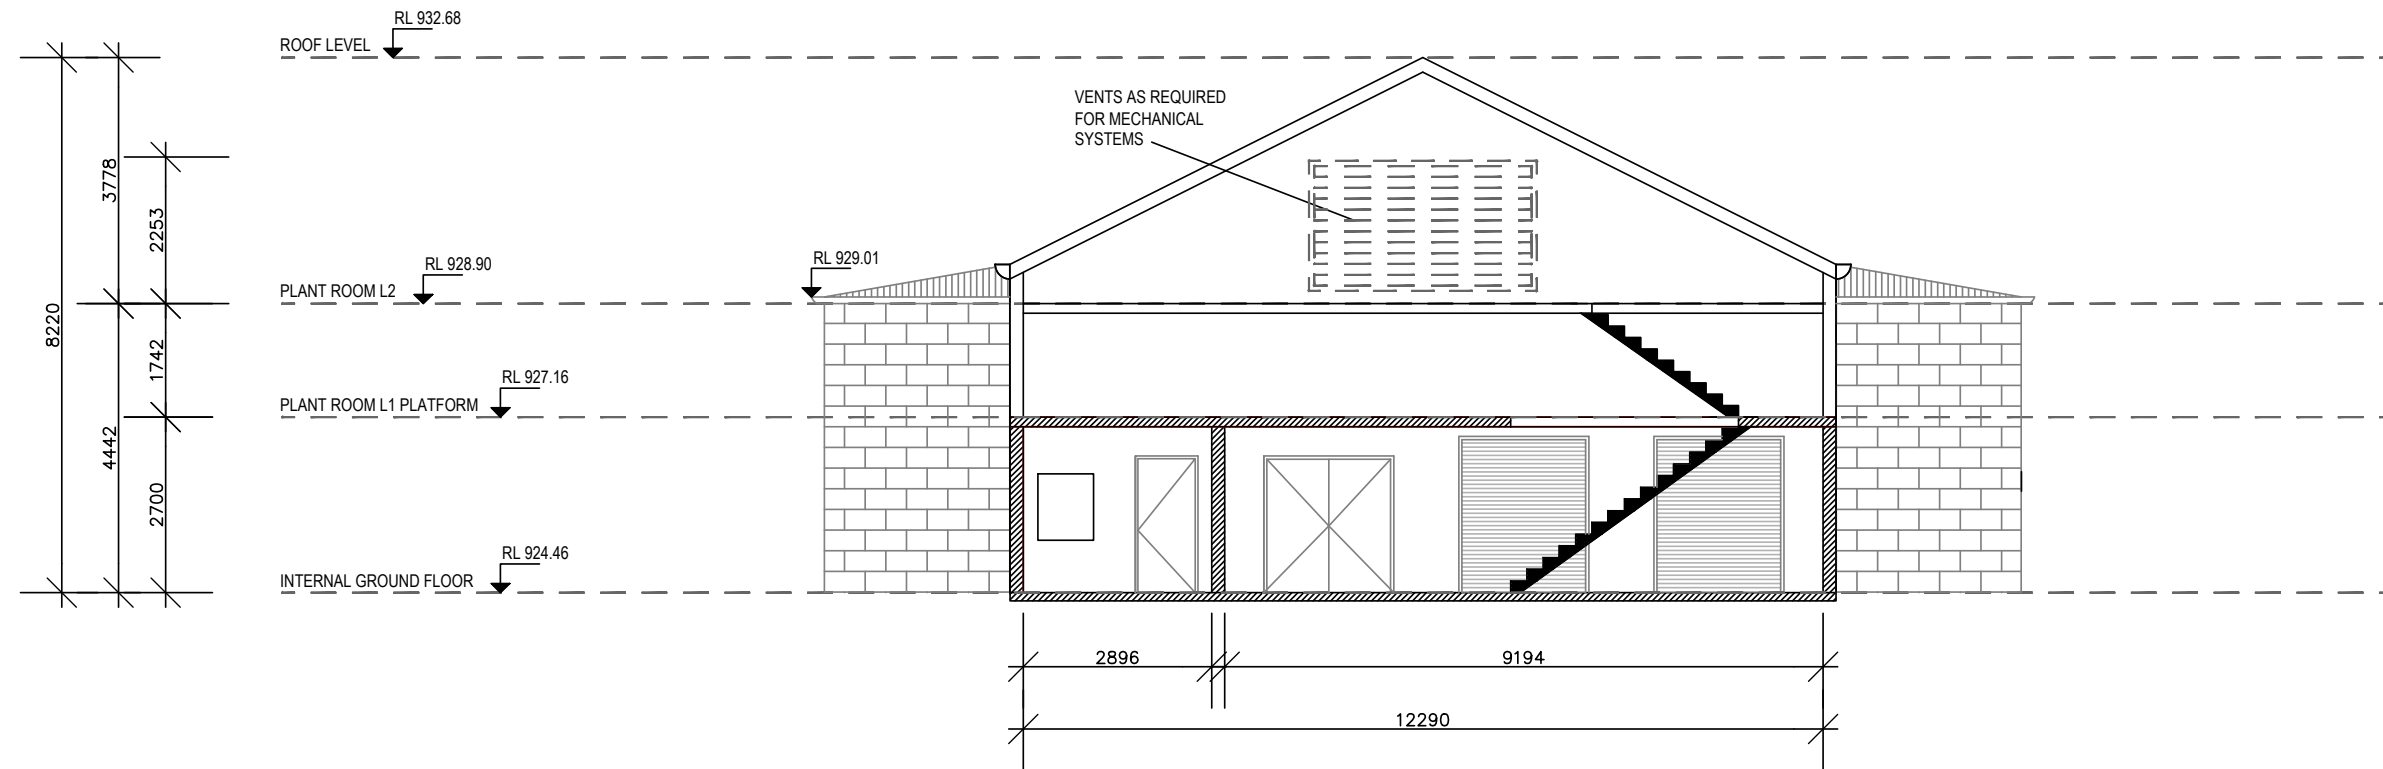 RL 932.68
ROOF LEVEL
VENTS AS REQUIRED
FOR MECHANICAL
SYSTEMS
3778
2253
RL 929.01
RL 928.90
PLANT ROOM L2
8220
1742
RL 927.16
PLANT ROOM L1 PLATFORM
4442
2700
RL 924.46
INTERNAL GROUND FLOOR
2896
9194
12290